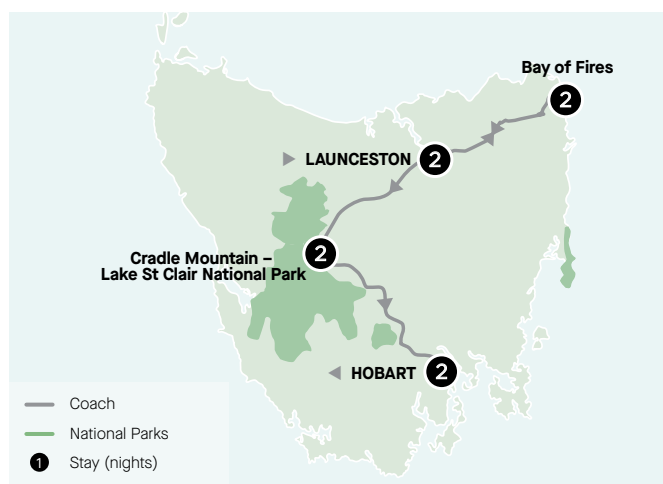 Bay of Fires
2
LAUNCESTON
2
Cradle Mountain –
Lake St Clair National Park
2
HOBART
2
Coach
National Parks
1
Stay (nights)